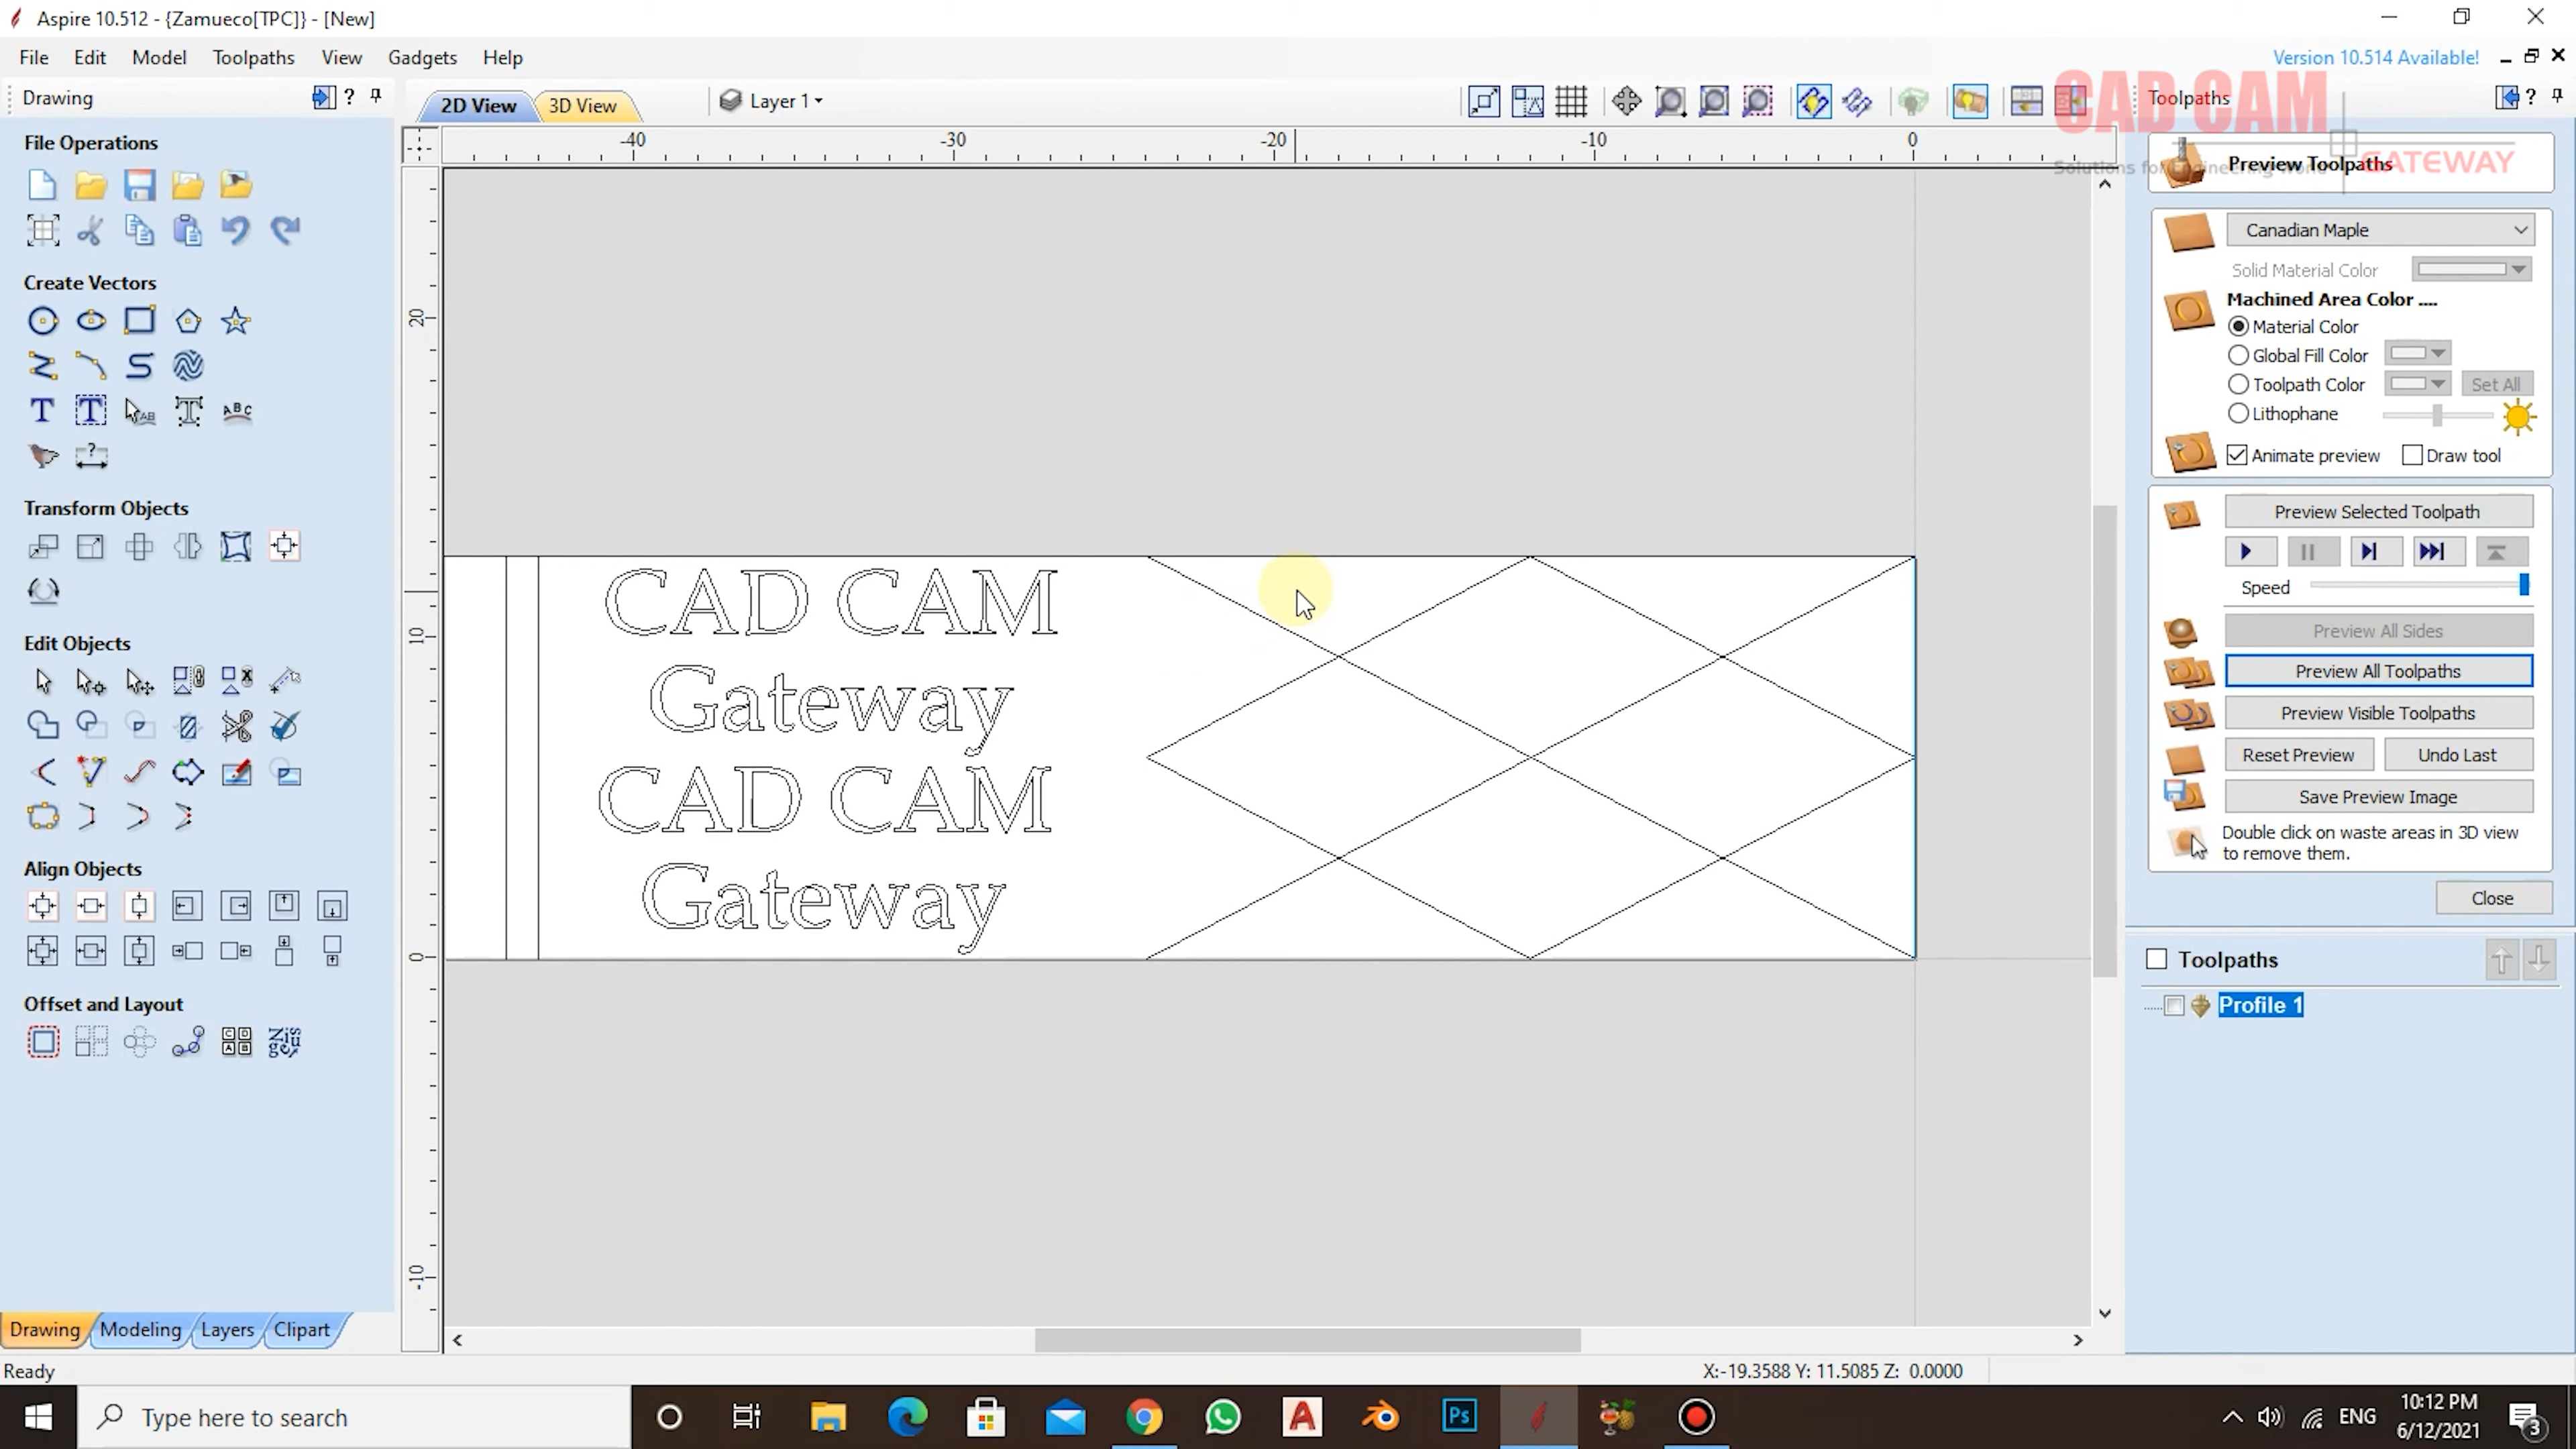 Aspire 10.512 - {Zamueco[TPC]} - [New]
File Edit Model Toolpaths View Gadgets Help
Version 10.514 Available!
Drawing
2D View
3D View
Layer 1
CAD CAM
GATEWAY
Toolpaths
File Operations
Create Vectors
Transform Objects
Edit Objects
Align Objects
Offset and Layout
Drawing Modeling Layers Clipart
-40 -30 -20 -10 0
20
10
0
-10
CAD CAM
Gateway
CAD CAM
Gateway
Preview Toolpaths
Canadian Maple
Solid Material Color
Machined Area Color ....
Material Color
Global Fill Color
Toolpath Color
Set All
Lithophane
Animate preview
Draw tool
Preview Selected Toolpath
Speed
Preview All Sides
Preview All Toolpaths
Preview Visible Toolpaths
Reset Preview
Undo Last
Save Preview Image
Double click on waste areas in 3D view
to remove them.
Close
Toolpaths
Profile 1
Ready
X:-19.3588 Y: 11.5085 Z: 0.0000
Type here to search
ENG
10:12 PM
6/12/2021
3